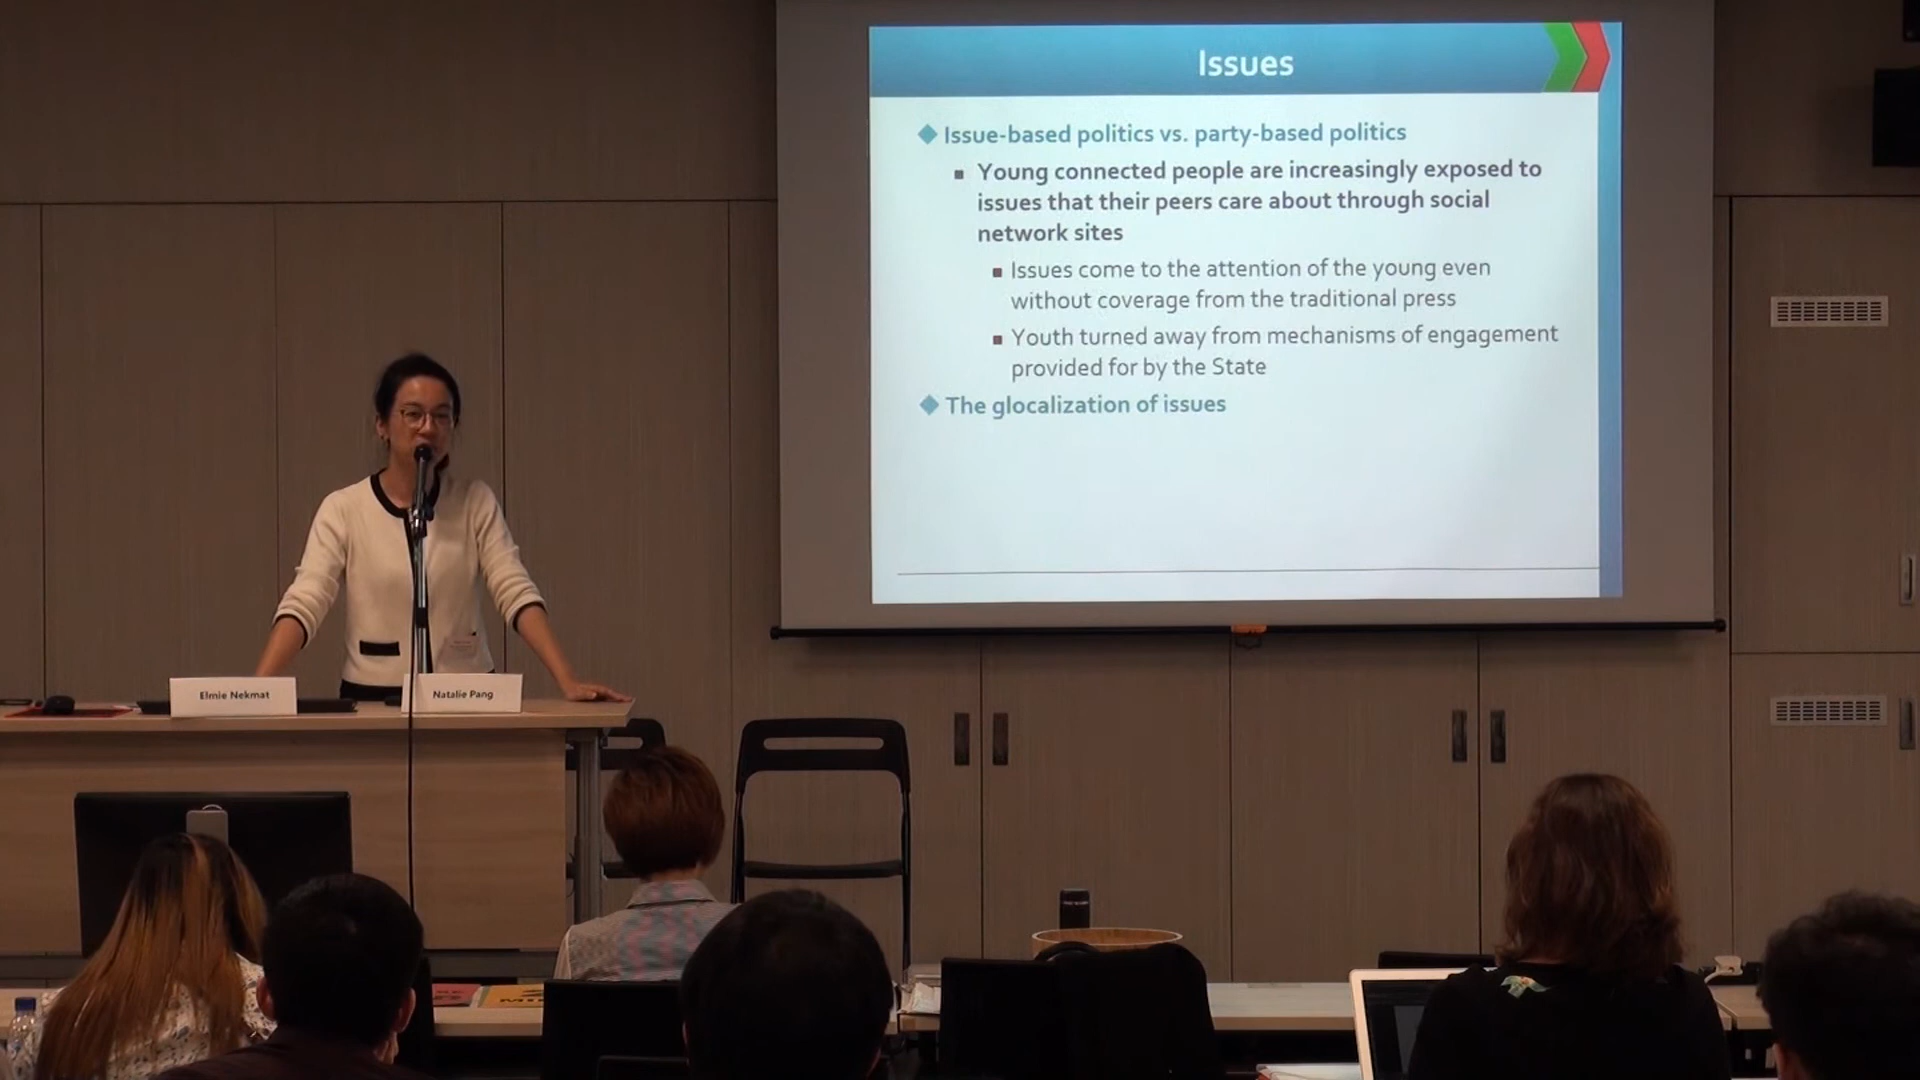 Issues
Issue-based politics vs. party-based politics
Young connected people are increasingly exposed to
issues that their peers care about through social
network sites
Issues come to the attention of the young even
without coverage from the traditional press
Youth turned away from mechanisms of engagement
provided for by the State
The glocalization of issues
Elmie Nekmat
Natalie Pang